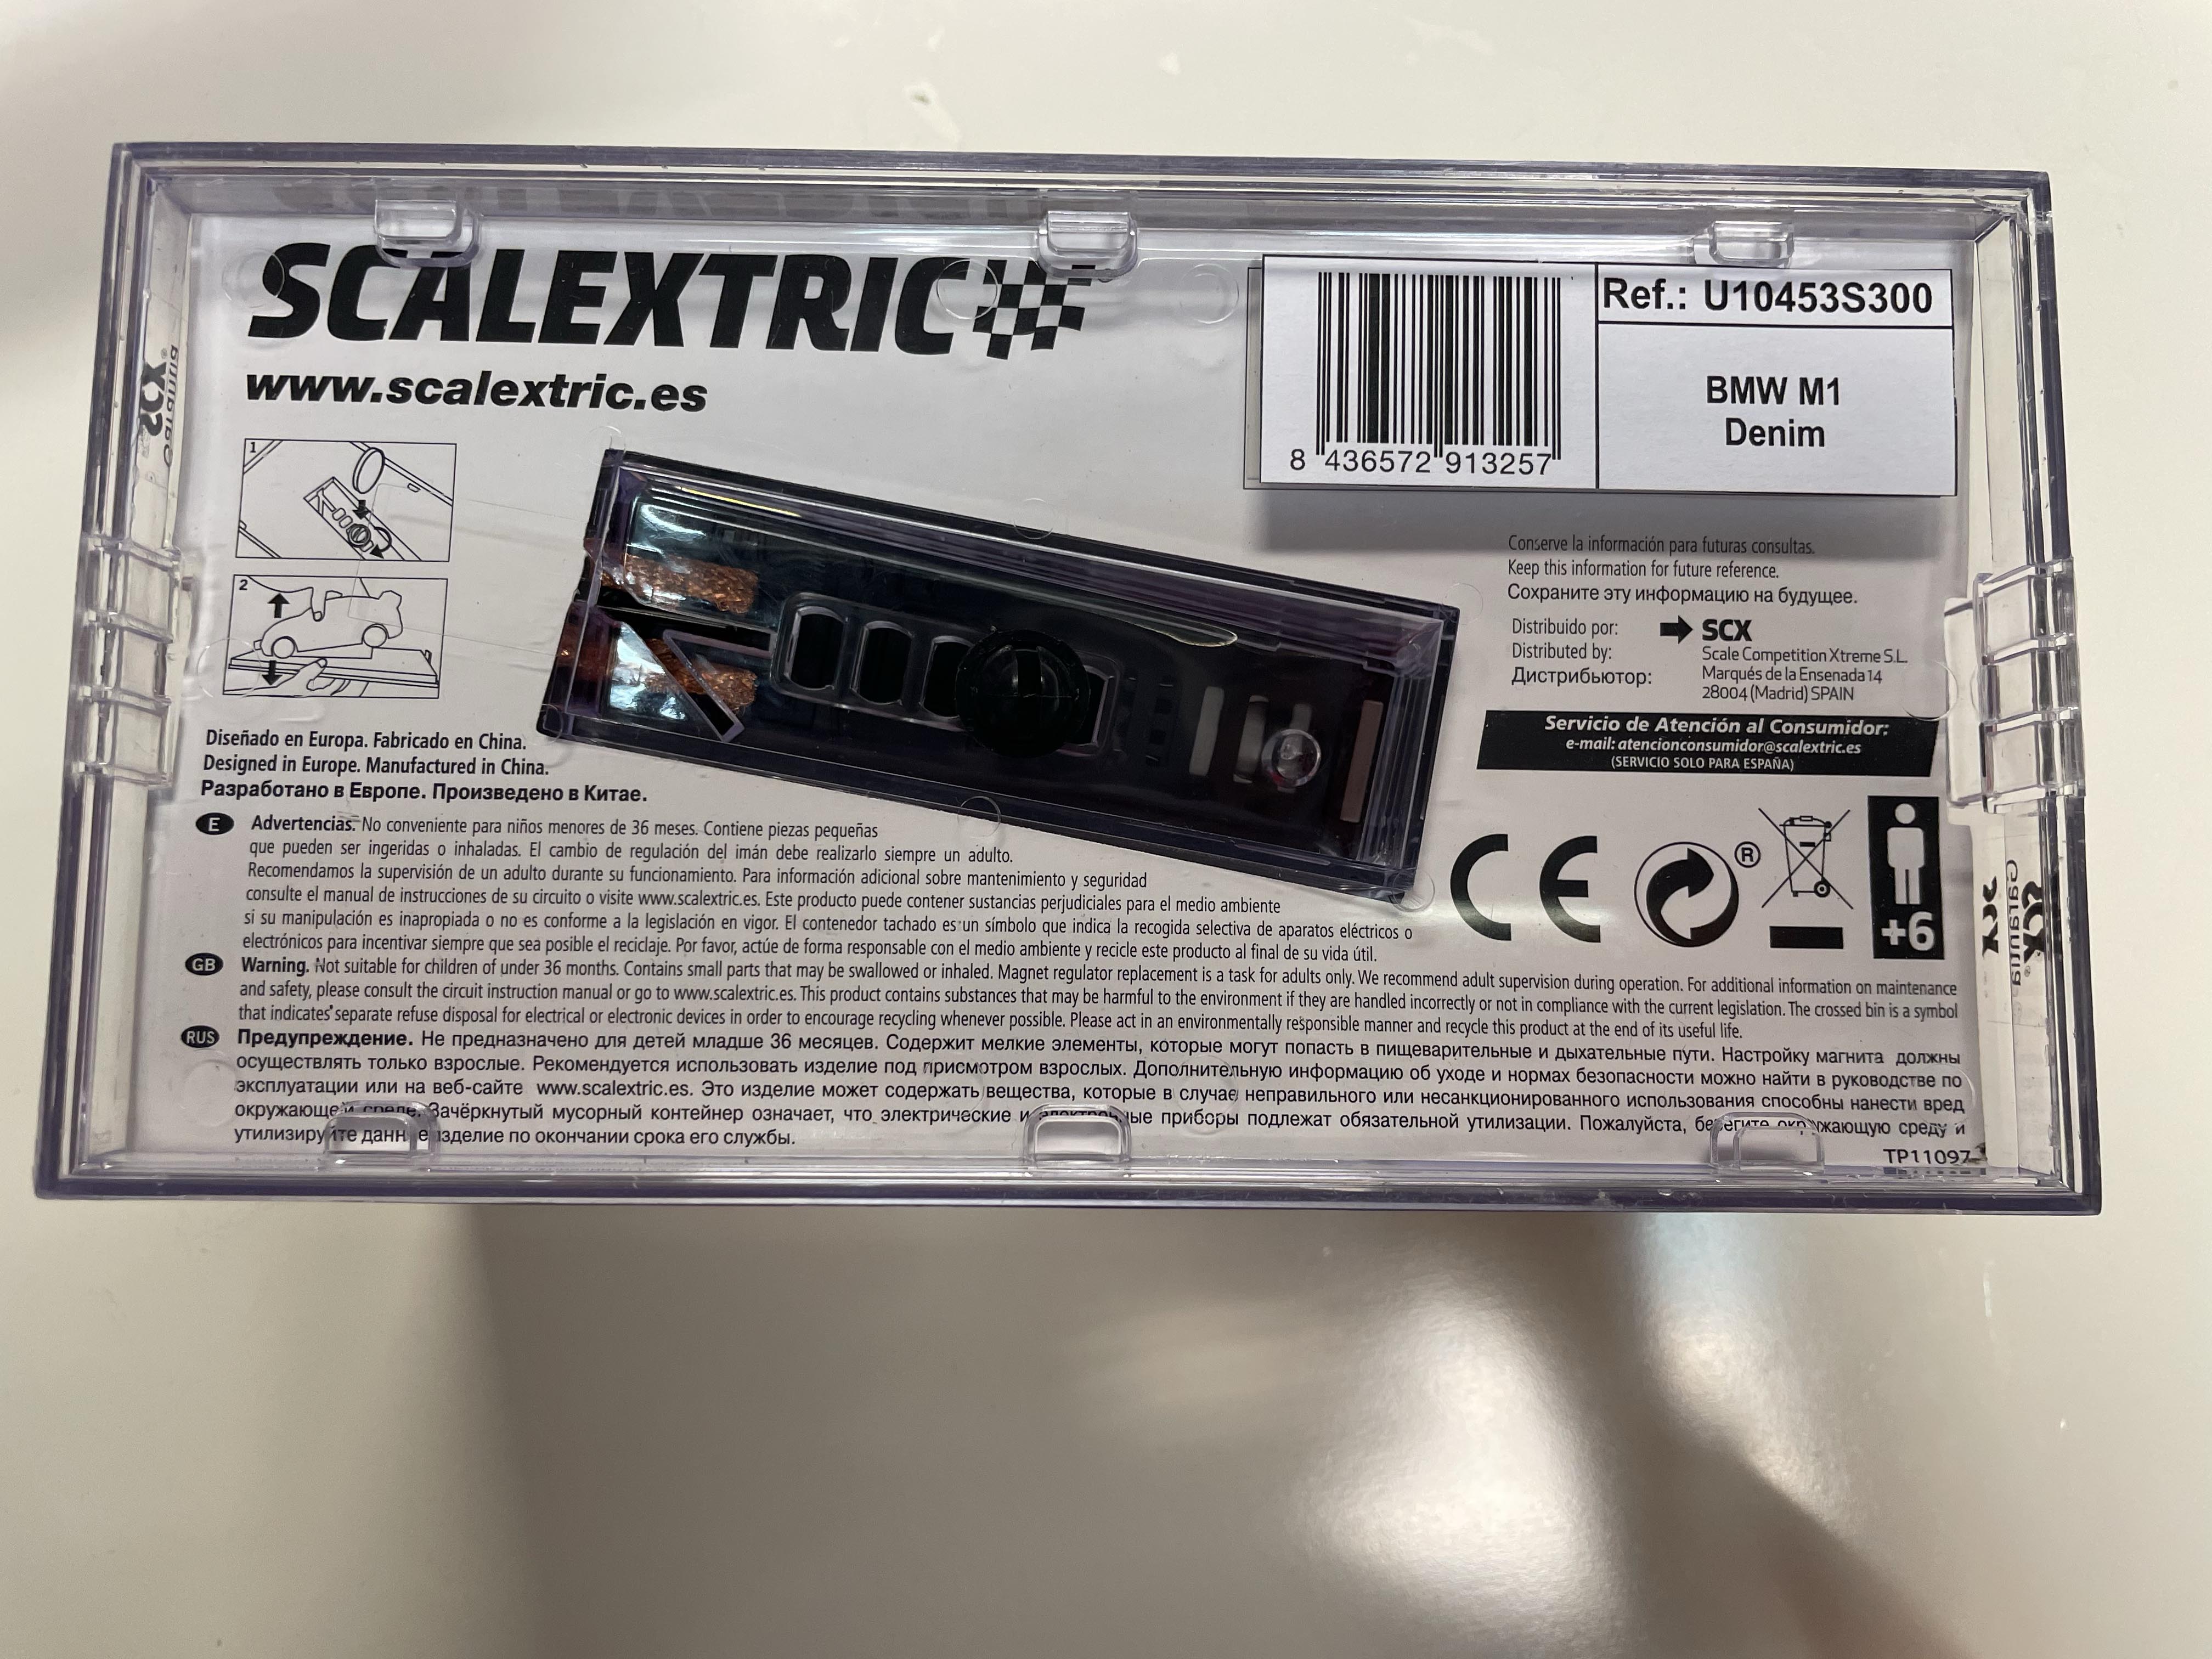 SCALEXTRIC
www.scalextric.es
8 436572 913257
Ref.: U10453S300
BMW M1
Denim
1
2
Conserve la información para futuras consultas.
Keep this information for future reference.
Сохраните эту информацию на будущее.
Distribuido por:
Distributed by:
Дистрибьютор:
SCX
Scale Competition Xtreme S.L.
Marqués de la Ensenada 14
28004 (Madrid) SPAIN
Servicio de Atención al Consumidor:
e-mail: atencionconsumidor@scalextric.es
(SERVICIO SOLO PARA ESPAÑA)
Diseñado en Europa. Fabricado en China.
Designed in Europe. Manufactured in China.
Разработано в Европе. Произведено в Китае.
CE
®
+6
E Advertencias. No conveniente para niños menores de 36 meses. Contiene piezas pequeñas
que pueden ser ingeridas o inhaladas. El cambio de regulación del imán debe realizarlo siempre un adulto.
Recomendamos la supervisión de un adulto durante su funcionamiento. Para información adicional sobre mantenimiento y seguridad
consulte el manual de instrucciones de su circuito o visite www.scalextric.es. Este producto puede contener sustancias perjudiciales para el medio ambiente
si su manipulación es inapropiada o no es conforme a la legislación en vigor. El contenedor tachado es un símbolo que indica la recogida selectiva de aparatos eléctricos o
electrónicos para incentivar siempre que sea posible el reciclaje. Por favor, actúe de forma responsable con el medio ambiente y recicle este producto al final de su vida útil.
GB Warning. Not suitable for children of under 36 months. Contains small parts that may be swallowed or inhaled. Magnet regulator replacement is a task for adults only. We recommend adult supervision during operation. For additional information on maintenance
and safety, please consult the circuit instruction manual or go to www.scalextric.es. This product contains substances that may be harmful to the environment if they are handled incorrectly or not in compliance with the current legislation. The crossed bin is a symbol
that indicates separate refuse disposal for electrical or electronic devices in order to encourage recycling whenever possible. Please act in an environmentally responsible manner and recycle this product at the end of its useful life.
RUS Предупреждение. Не предназначено для детей младше 36 месяцев. Содержит мелкие элементы, которые могут попасть в пищеварительные и дыхательные пути. Настройку магнита должны
осуществлять только взрослые. Рекомендуется использовать изделие под присмотром взрослых. Дополнительную информацию об уходе и нормах безопасности можно найти в руководстве по
эксплуатации или на веб-сайте www.scalextric.es. Это изделие может содержать вещества, которые в случае неправильного или несанкционированного использования способны нанести вред
окружающей среде. Зачёркнутый мусорный контейнер означает, что электрические и электронные приборы подлежат обязательной утилизации. Пожалуйста, берегите окружающую среду и
утилизируйте данное изделие по окончании срока его службы.
TP11097